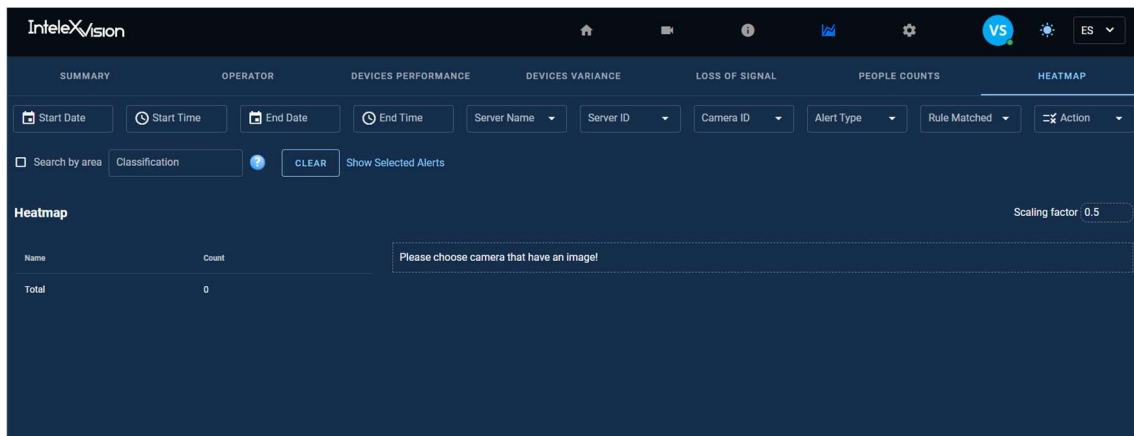 InteleXVision
VS
ES
SUMMARY OPERATOR DEVICES PERFORMANCE DEVICES VARIANCE LOSS OF SIGNAL PEOPLE COUNTS HEATMAP
Start Date Start Time End Date End Time Server Name Server ID Camera ID Alert Type Rule Matched Action
Search by area Classification ? CLEAR Show Selected Alerts
Heatmap Scaling factor 0.5
Name Count Please choose camera that have an image!
Total 0